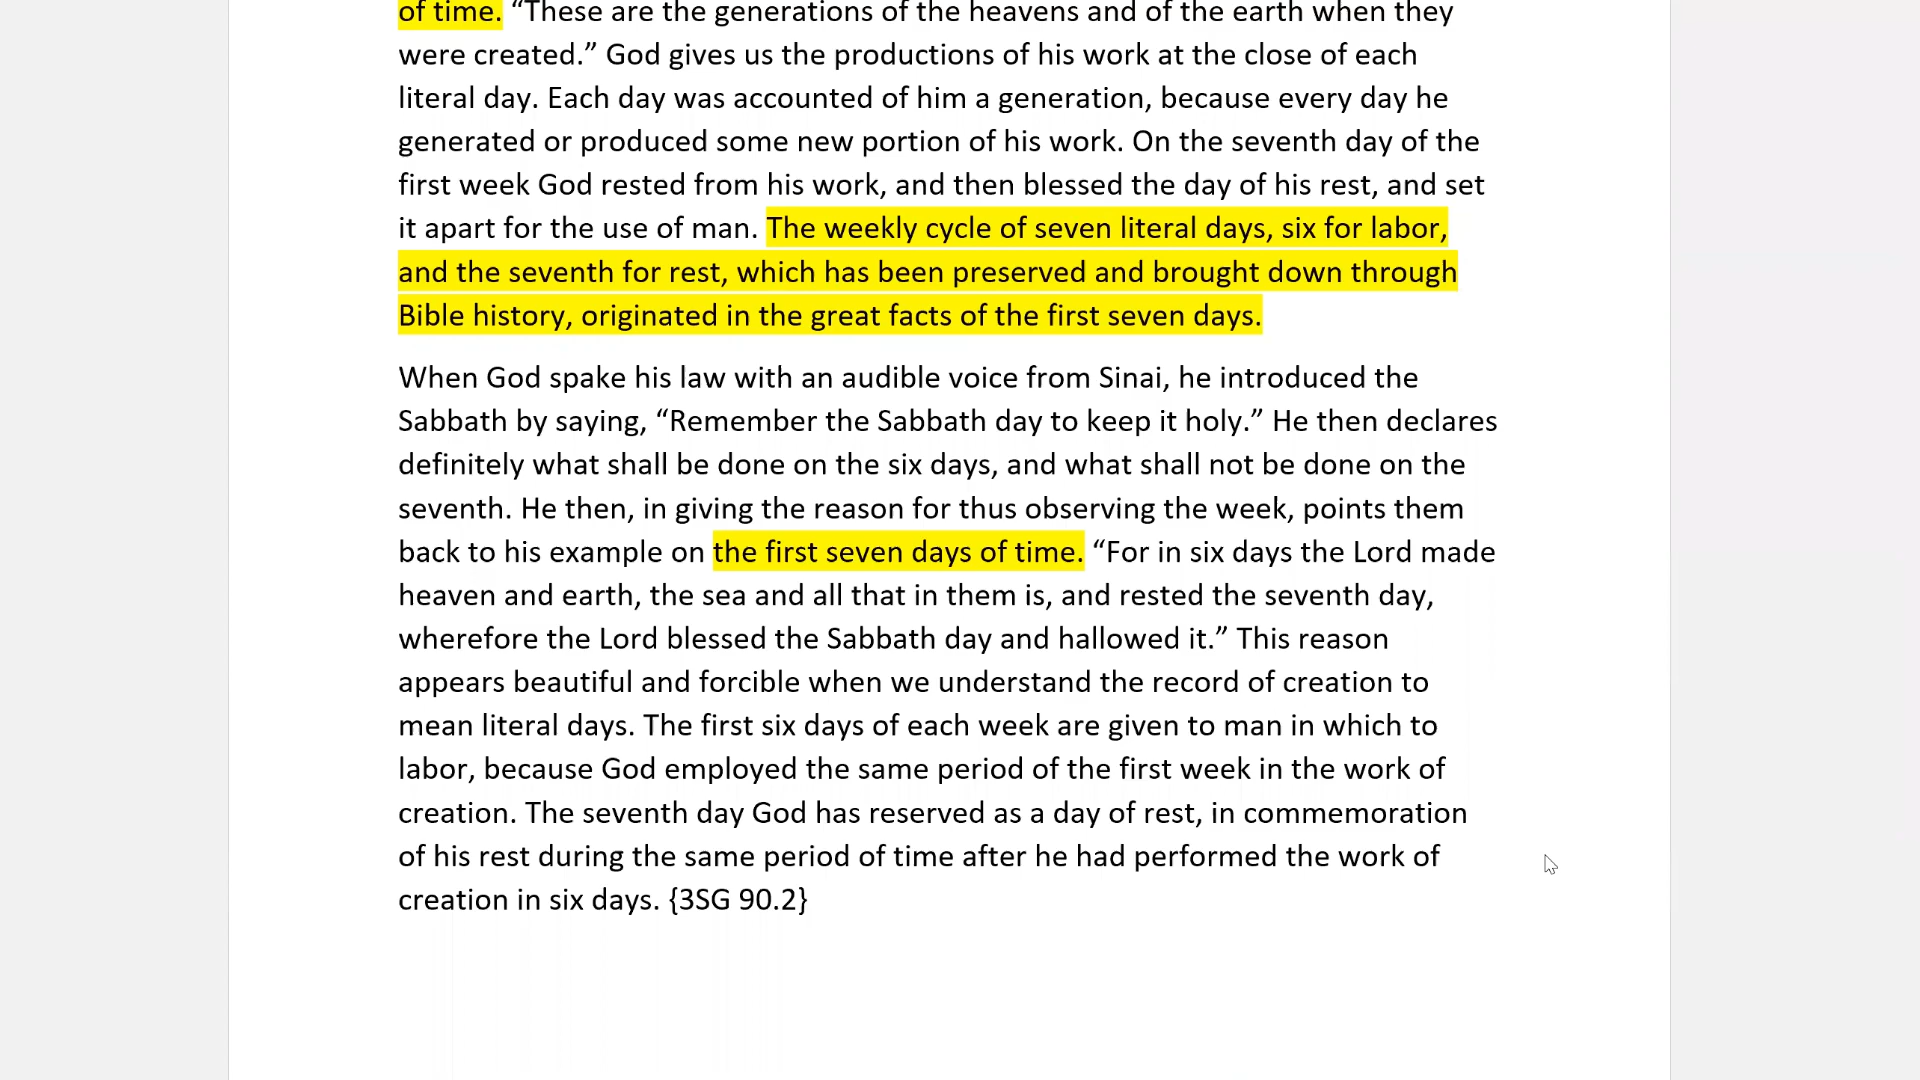 of time. “These are the generations of the heavens and of the earth when they
were created.” God gives us the productions of his work at the close of each
literal day. Each day was accounted of him a generation, because every day he
generated or produced some new portion of his work. On the seventh day of the
first week God rested from his work, and then blessed the day of his rest, and set
it apart for the use of man. The weekly cycle of seven literal days, six for labor,
and the seventh for rest, which has been preserved and brought down through
Bible history, originated in the great facts of the first seven days.
When God spake his law with an audible voice from Sinai, he introduced the
Sabbath by saying, “Remember the Sabbath day to keep it holy.” He then declares
definitely what shall be done on the six days, and what shall not be done on the
seventh. He then, in giving the reason for thus observing the week, points them
back to his example on the first seven days of time. “For in six days the Lord made
heaven and earth, the sea and all that in them is, and rested the seventh day,
wherefore the Lord blessed the Sabbath day and hallowed it.” This reason
appears beautiful and forcible when we understand the record of creation to
mean literal days. The first six days of each week are given to man in which to
labor, because God employed the same period of the first week in the work of
creation. The seventh day God has reserved as a day of rest, in commemoration
of his rest during the same period of time after he had performed the work of
creation in six days. {3SG 90.2}